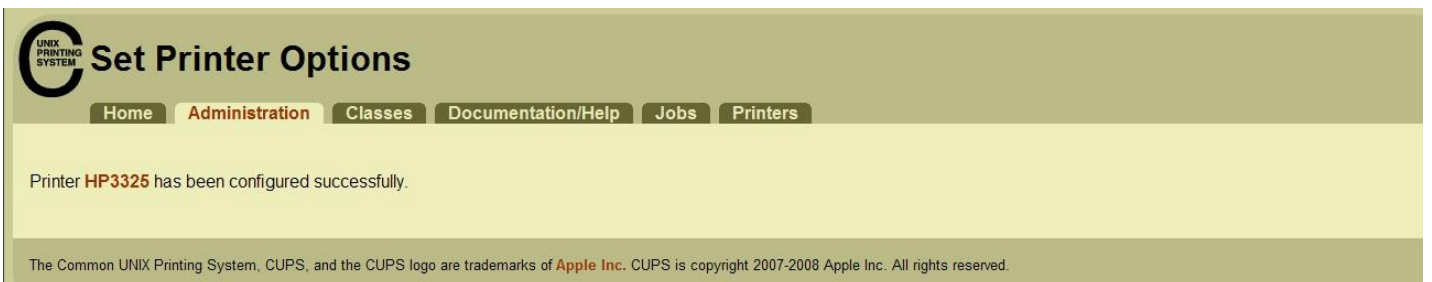 UNIX
PRINTING
SYSTEM
Set Printer Options
Home Administration Classes Documentation/Help Jobs Printers
Printer HP3325 has been configured successfully.
The Common UNIX Printing System, CUPS, and the CUPS logo are trademarks of Apple Inc. CUPS is copyright 2007-2008 Apple Inc. All rights reserved.